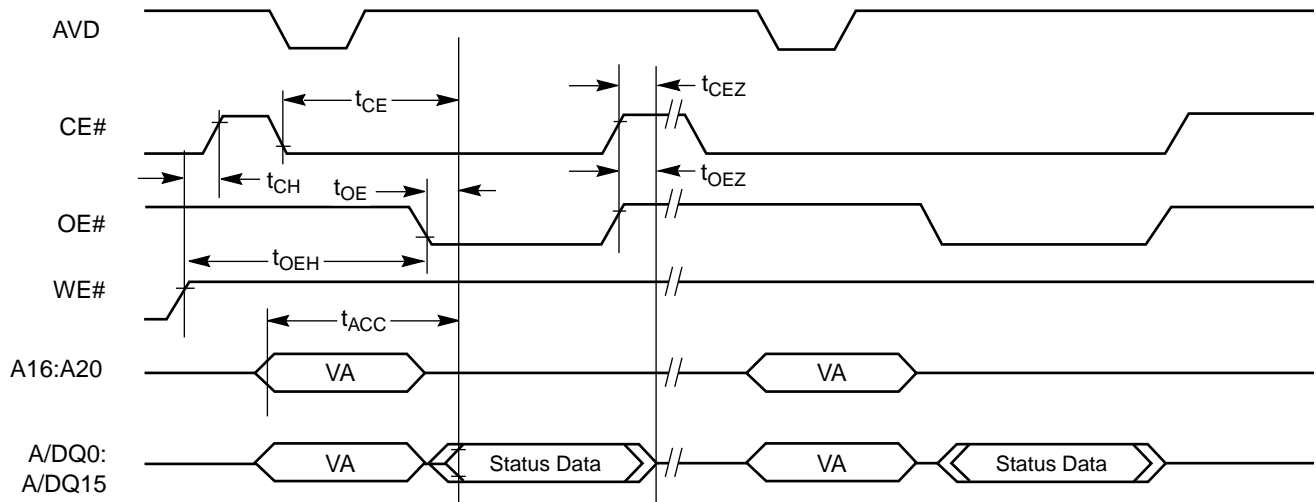 AVD
t_CEZ
t_CE
CE#
t_CH
t_OE
t_OEZ
OE#
t_OEH
WE#
t_ACC
A16:A20
VA
VA
A/DQ0:
A/DQ15
VA
Status Data
VA
Status Data